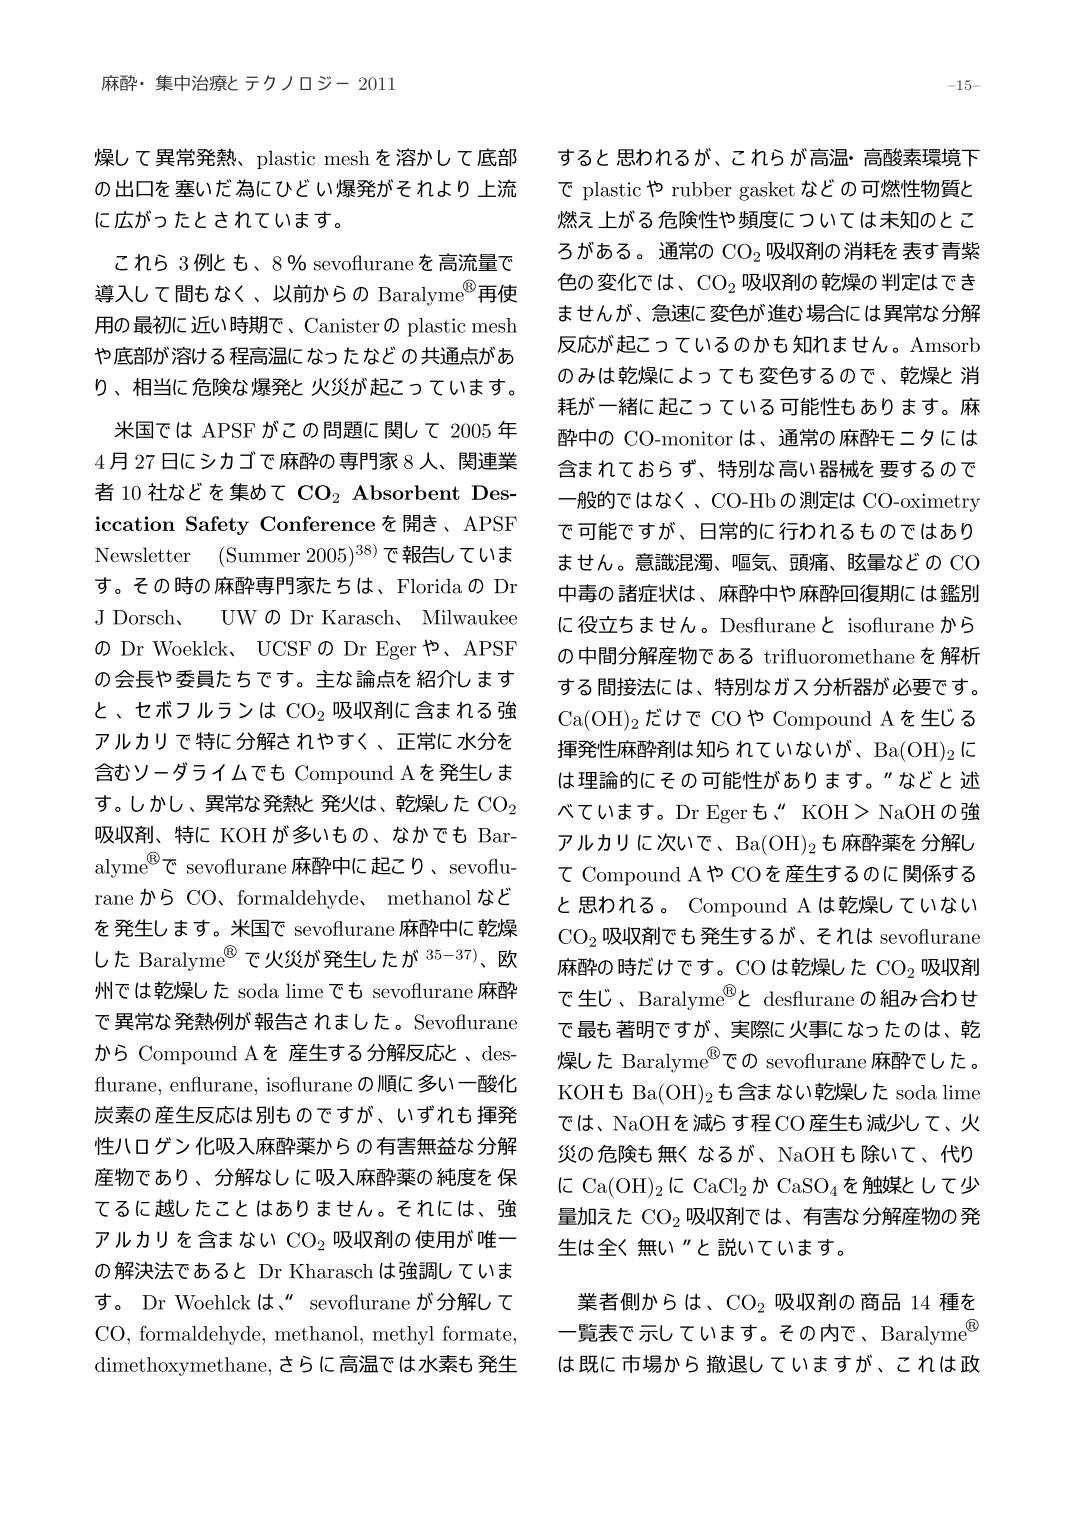 麻酔・集中治療とテクノロジー 2011
–15–
燥して異常発熱、plastic mesh を溶かして底部
の出口を塞いだ為にひどい爆発がそれより上流
に広がったとされています。
これら 3 例とも、8 % sevoflurane を高流量で
導入して間もなく、以前からの Baralyme®再使
用の最初に近い時期で、Canister の plastic mesh
や底部が溶ける程高温になったなどの共通点があ
り、相当に危険な爆発と火災が起こっています。
米国では APSF がこの問題に関して 2005 年
4 月 27 日にシカゴで麻酔の専門家 8 人、関連業
者 10 社などを集めて CO₂ Absorbent Des-
iccation Safety Conference を開き、APSF
Newsletter (Summer 2005)³⁸⁾ で報告していま
す。その時の麻酔専門家たちは、Florida の Dr
J Dorsch、 UW の Dr Karasch、 Milwaukee
の Dr Woeklck、 UCSF の Dr Eger や、APSF
の会長や委員たちです。主な論点を紹介します
と、セボフルランは CO₂ 吸収剤に含まれる強
アルカリで特に分解されやすく、正常に水分を
含むソーダライムでも Compound A を発生しま
す。しかし、異常な発熱と発火は、乾燥した CO₂
吸収剤、特に KOH が多いもの、なかでも Bar-
alyme®で sevoflurane 麻酔中に起こり、sevoflu-
rane から CO、formaldehyde、 methanol など
を発生します。米国で sevoflurane 麻酔中に乾燥
した Baralyme® で火災が発生したが ³⁵⁻³⁷⁾、欧
州では乾燥した soda lime でも sevoflurane 麻酔
で異常な発熱例が報告されました。Sevoflurane
から Compound A を 産生する分解反応と、des-
flurane, enflurane, isoflurane の順に多い一酸化
炭素の産生反応は別ものですが、いずれも揮発
性ハロゲン化吸入麻酔薬からの有害無益な分解
産物であり、分解なしに吸入麻酔薬の純度を保
てるに越したことはありません。それには、強
アルカリを含まない CO₂ 吸収剤の使用が唯一
の解決法であると Dr Kharasch は強調していま
す。 Dr Woehlck は、“ sevoflurane が分解して
CO, formaldehyde, methanol, methyl formate,
dimethoxymethane, さらに高温では水素も発生
すると思われるが、これらが高温・高酸素環境下
で plastic や rubber gasket などの可燃性物質と
燃え上がる危険性や頻度については未知のとこ
ろがある。通常の CO₂ 吸収剤の消耗を表す青紫
色の変化では、CO₂ 吸収剤の乾燥の判定はでき
ませんが、急速に変色が進む場合には異常な分解
反応が起こっているのかも知れません。Amsorb
のみは乾燥によっても変色するので、乾燥と消
耗が一緒に起こっている可能性もあります。麻
酔中の CO-monitor は、通常の麻酔モニタには
含まれておらず、特別な高い器械を要するので
一般的ではなく、CO-Hb の測定は CO-oximetry
で可能ですが、日常的に行われるものではあり
ません。意識混濁、嘔気、頭痛、眩暈などの CO
中毒の諸症状は、麻酔中や麻酔回復期には鑑別
に役立ちません。Desflurane と isoflurane から
の中間分解産物である trifluoromethane を解析
する間接法には、特別なガス分析器が必要です。
Ca(OH)₂ だけで CO や Compound A を生じる
揮発性麻酔剤は知られていないが、Ba(OH)₂ に
は理論的にその可能性があります。” などと述
べています。Dr Eger も、“ KOH > NaOH の強
アルカリに次いで、Ba(OH)₂ も麻酔薬を分解し
て Compound A や CO を産生するのに関係する
と思われる。 Compound A は乾燥していない
CO₂ 吸収剤でも発生するが、それは sevoflurane
麻酔の時だけです。CO は乾燥した CO₂ 吸収剤
で生じ、Baralyme®と desflurane の組み合わせ
で最も著明ですが、実際に火事になったのは、乾
燥した Baralyme®での sevoflurane 麻酔でした。
KOH も Ba(OH)₂ も含まない乾燥した soda lime
では、NaOH を減らす程 CO 産生も減少して、火
災の危険も無くなるが、NaOH も除いて、代り
に Ca(OH)₂ に CaCl₂ か CaSO₄ を触媒として少
量加えた CO₂ 吸収剤では、有害な分解産物の発
生は全く無い ” と説いています。
業者側からは、CO₂ 吸収剤の商品 14 種を
一覧表で示しています。その内で、Baralyme®
は既に市場から撤退していますが、これは政